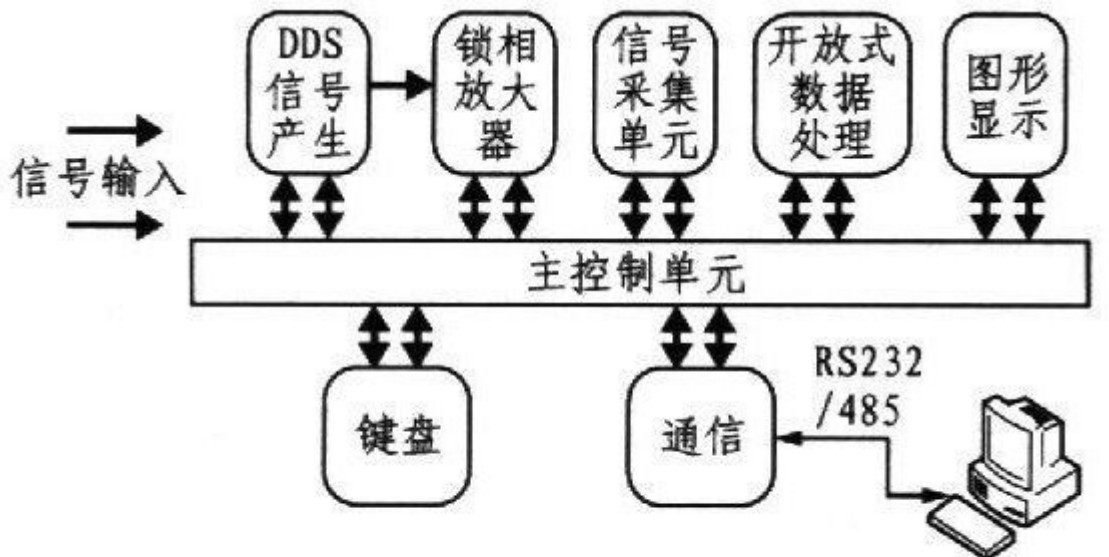 DDS
信号
产生
锁相
放大
器
信号
采集
单元
开放式
数据
处理
图形
显示
信号输入
主控制单元
键盘
通信
RS232
/485